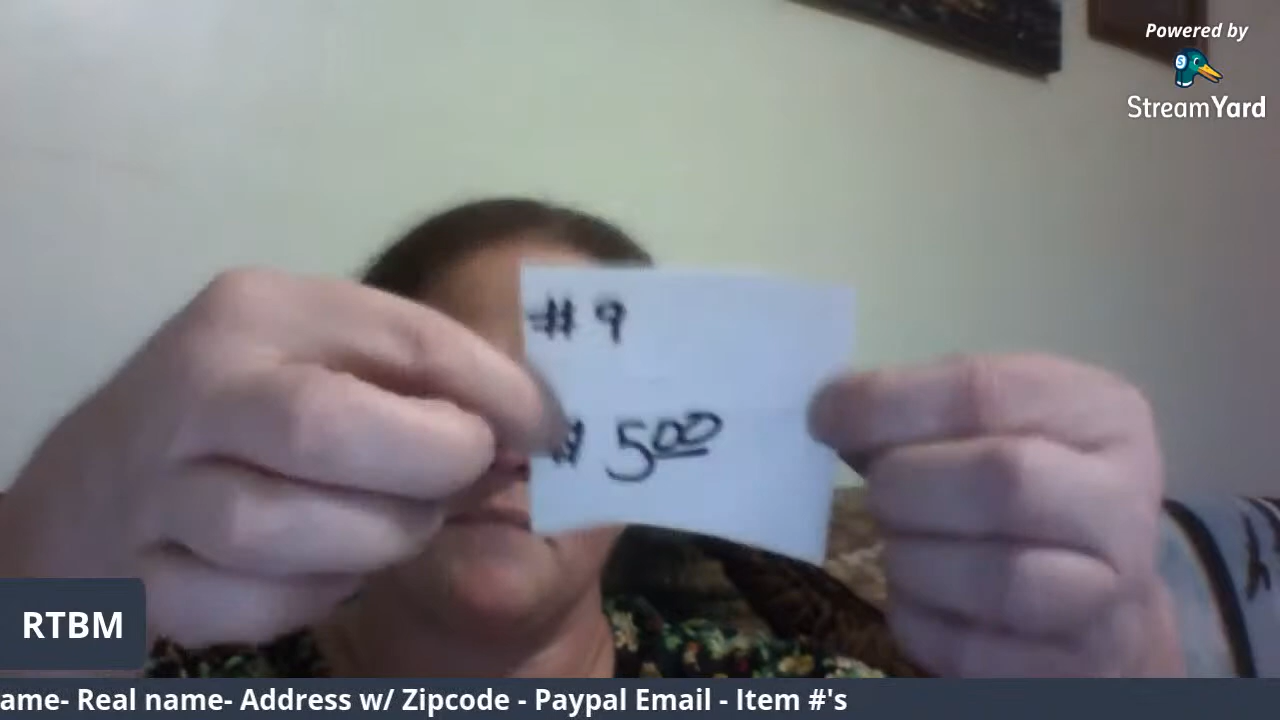 Powered by
StreamYard
# 9
$ 500
RTBM
ame- Real name- Address w/ Zipcode - Paypal Email - Item #'s